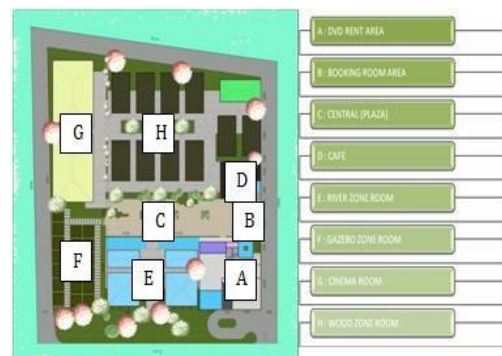 G
H
D
C
B
F
E
A
A : DVD RENT AREA
B : BOOKING ROOM AREA
C : CENTRAL (PLAZA)
D : CAFE
E : RIVER ZONE ROOM
F : GAZEBO ZONE ROOM
G : CINEMA ROOM
H : WOOD ZONE ROOM